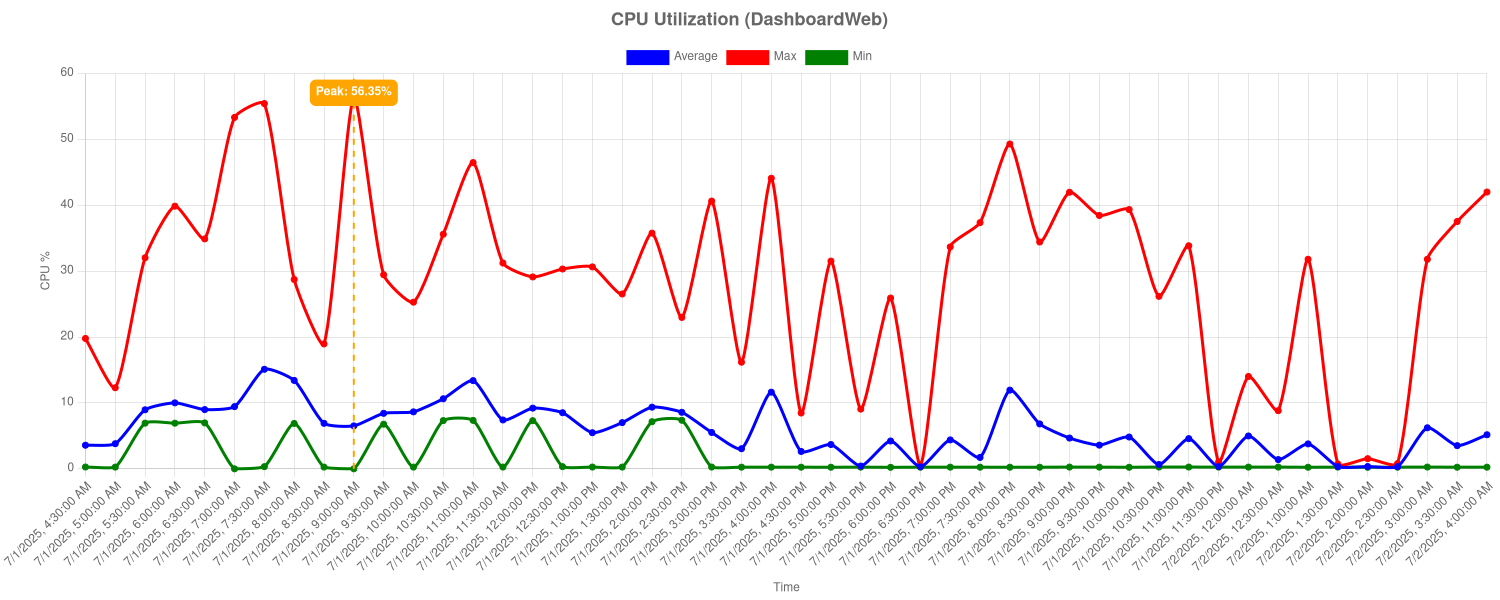 CPU Utilization (DashboardWeb)
Average Max Min
Peak: 56.35%
CPU %
60
50
40
30
20
10
0
7/1/2025, 4:30:00 AM
7/1/2025, 5:00:00 AM
7/1/2025, 5:30:00 AM
7/1/2025, 6:00:00 AM
7/1/2025, 6:30:00 AM
7/1/2025, 7:00:00 AM
7/1/2025, 7:30:00 AM
7/1/2025, 8:00:00 AM
7/1/2025, 8:30:00 AM
7/1/2025, 9:00:00 AM
7/1/2025, 9:30:00 AM
7/1/2025, 10:00:00 AM
7/1/2025, 10:30:00 AM
7/1/2025, 11:00:00 AM
7/1/2025, 11:30:00 AM
7/1/2025, 12:00:00 PM
7/1/2025, 12:30:00 PM
7/1/2025, 1:00:00 PM
7/1/2025, 1:30:00 PM
7/1/2025, 2:00:00 PM
7/1/2025, 2:30:00 PM
7/1/2025, 3:00:00 PM
7/1/2025, 3:30:00 PM
7/1/2025, 4:00:00 PM
7/1/2025, 4:30:00 PM
7/1/2025, 5:00:00 PM
7/1/2025, 5:30:00 PM
7/1/2025, 6:00:00 PM
7/1/2025, 6:30:00 PM
7/1/2025, 7:00:00 PM
7/1/2025, 7:30:00 PM
7/1/2025, 8:00:00 PM
7/1/2025, 8:30:00 PM
7/1/2025, 9:00:00 PM
7/1/2025, 9:30:00 PM
7/1/2025, 10:00:00 PM
7/1/2025, 10:30:00 PM
7/1/2025, 11:00:00 PM
7/1/2025, 11:30:00 PM
7/2/2025, 12:00:00 AM
7/2/2025, 12:30:00 AM
7/2/2025, 1:00:00 AM
7/2/2025, 1:30:00 AM
7/2/2025, 2:00:00 AM
7/2/2025, 2:30:00 AM
7/2/2025, 3:00:00 AM
7/2/2025, 3:30:00 AM
7/2/2025, 4:00:00 AM
Time